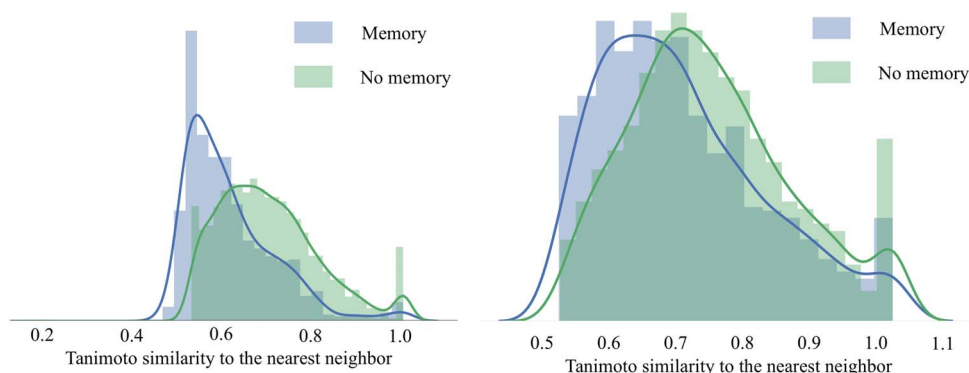 Memory
No memory
0.2 0.4 0.6 0.8 1.0
Tanimoto similarity to the nearest neighbor
Memory
No memory
0.5 0.6 0.7 0.8 0.9 1.0 1.1
Tanimoto similarity to the nearest neighbor